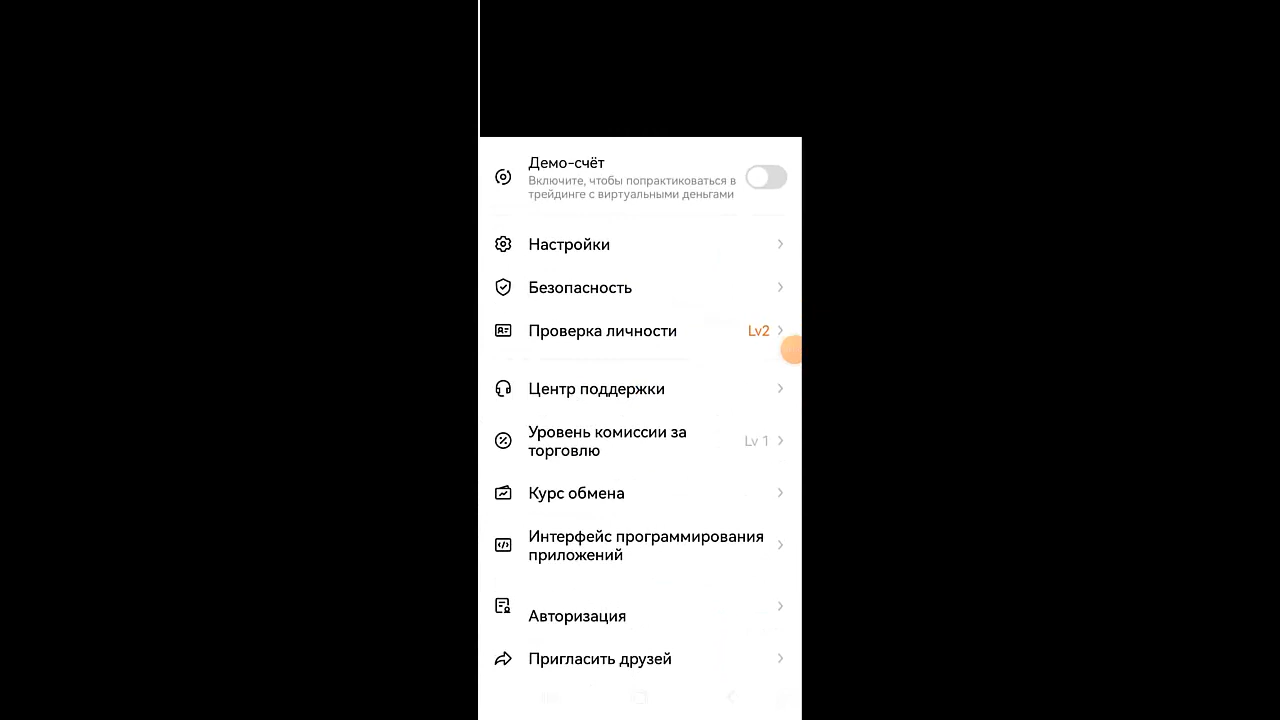 Демо-счёт
Включите, чтобы попрактиковаться в
трейдинге с виртуальными деньгами
Настройки
Безопасность
Проверка личности Lv2
Центр поддержки
Уровень комиссии за
торговлю Lv 1
Курс обмена
Интерфейс программирования
приложений
Авторизация
Пригласить друзей